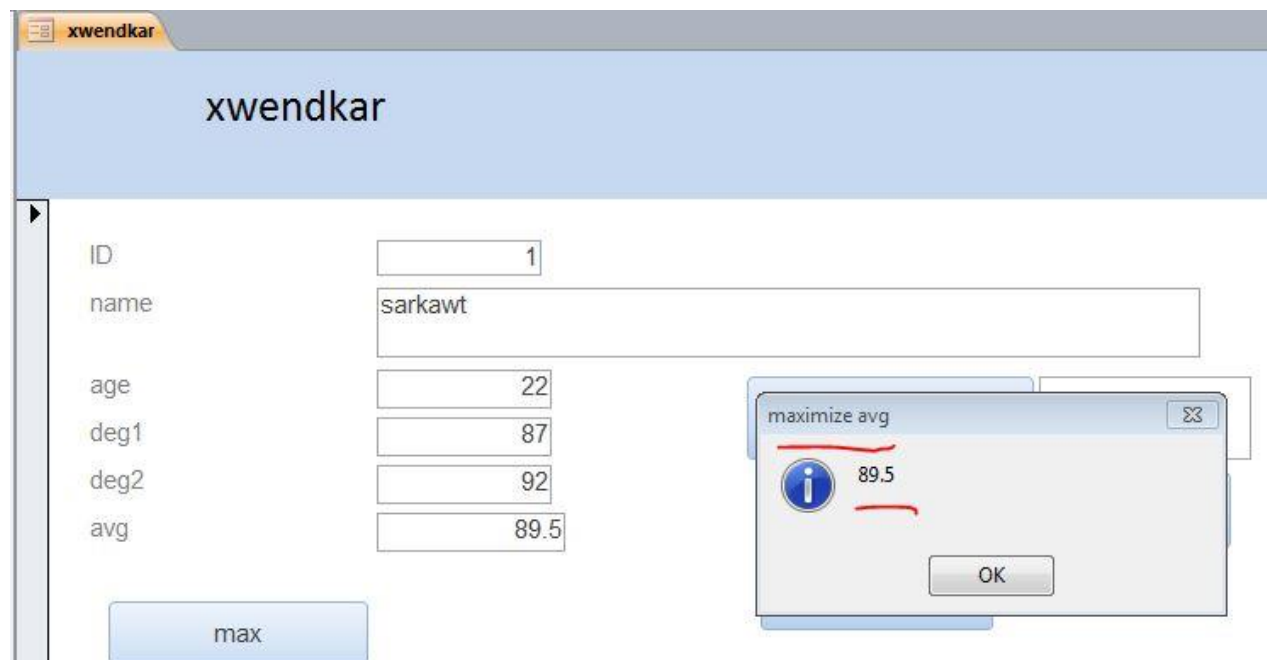 xwendkar
xwendkar
ID 1
name sarkawt
age 22
deg1 87
deg2 92
avg 89.5
maximize avg
89.5
OK
max